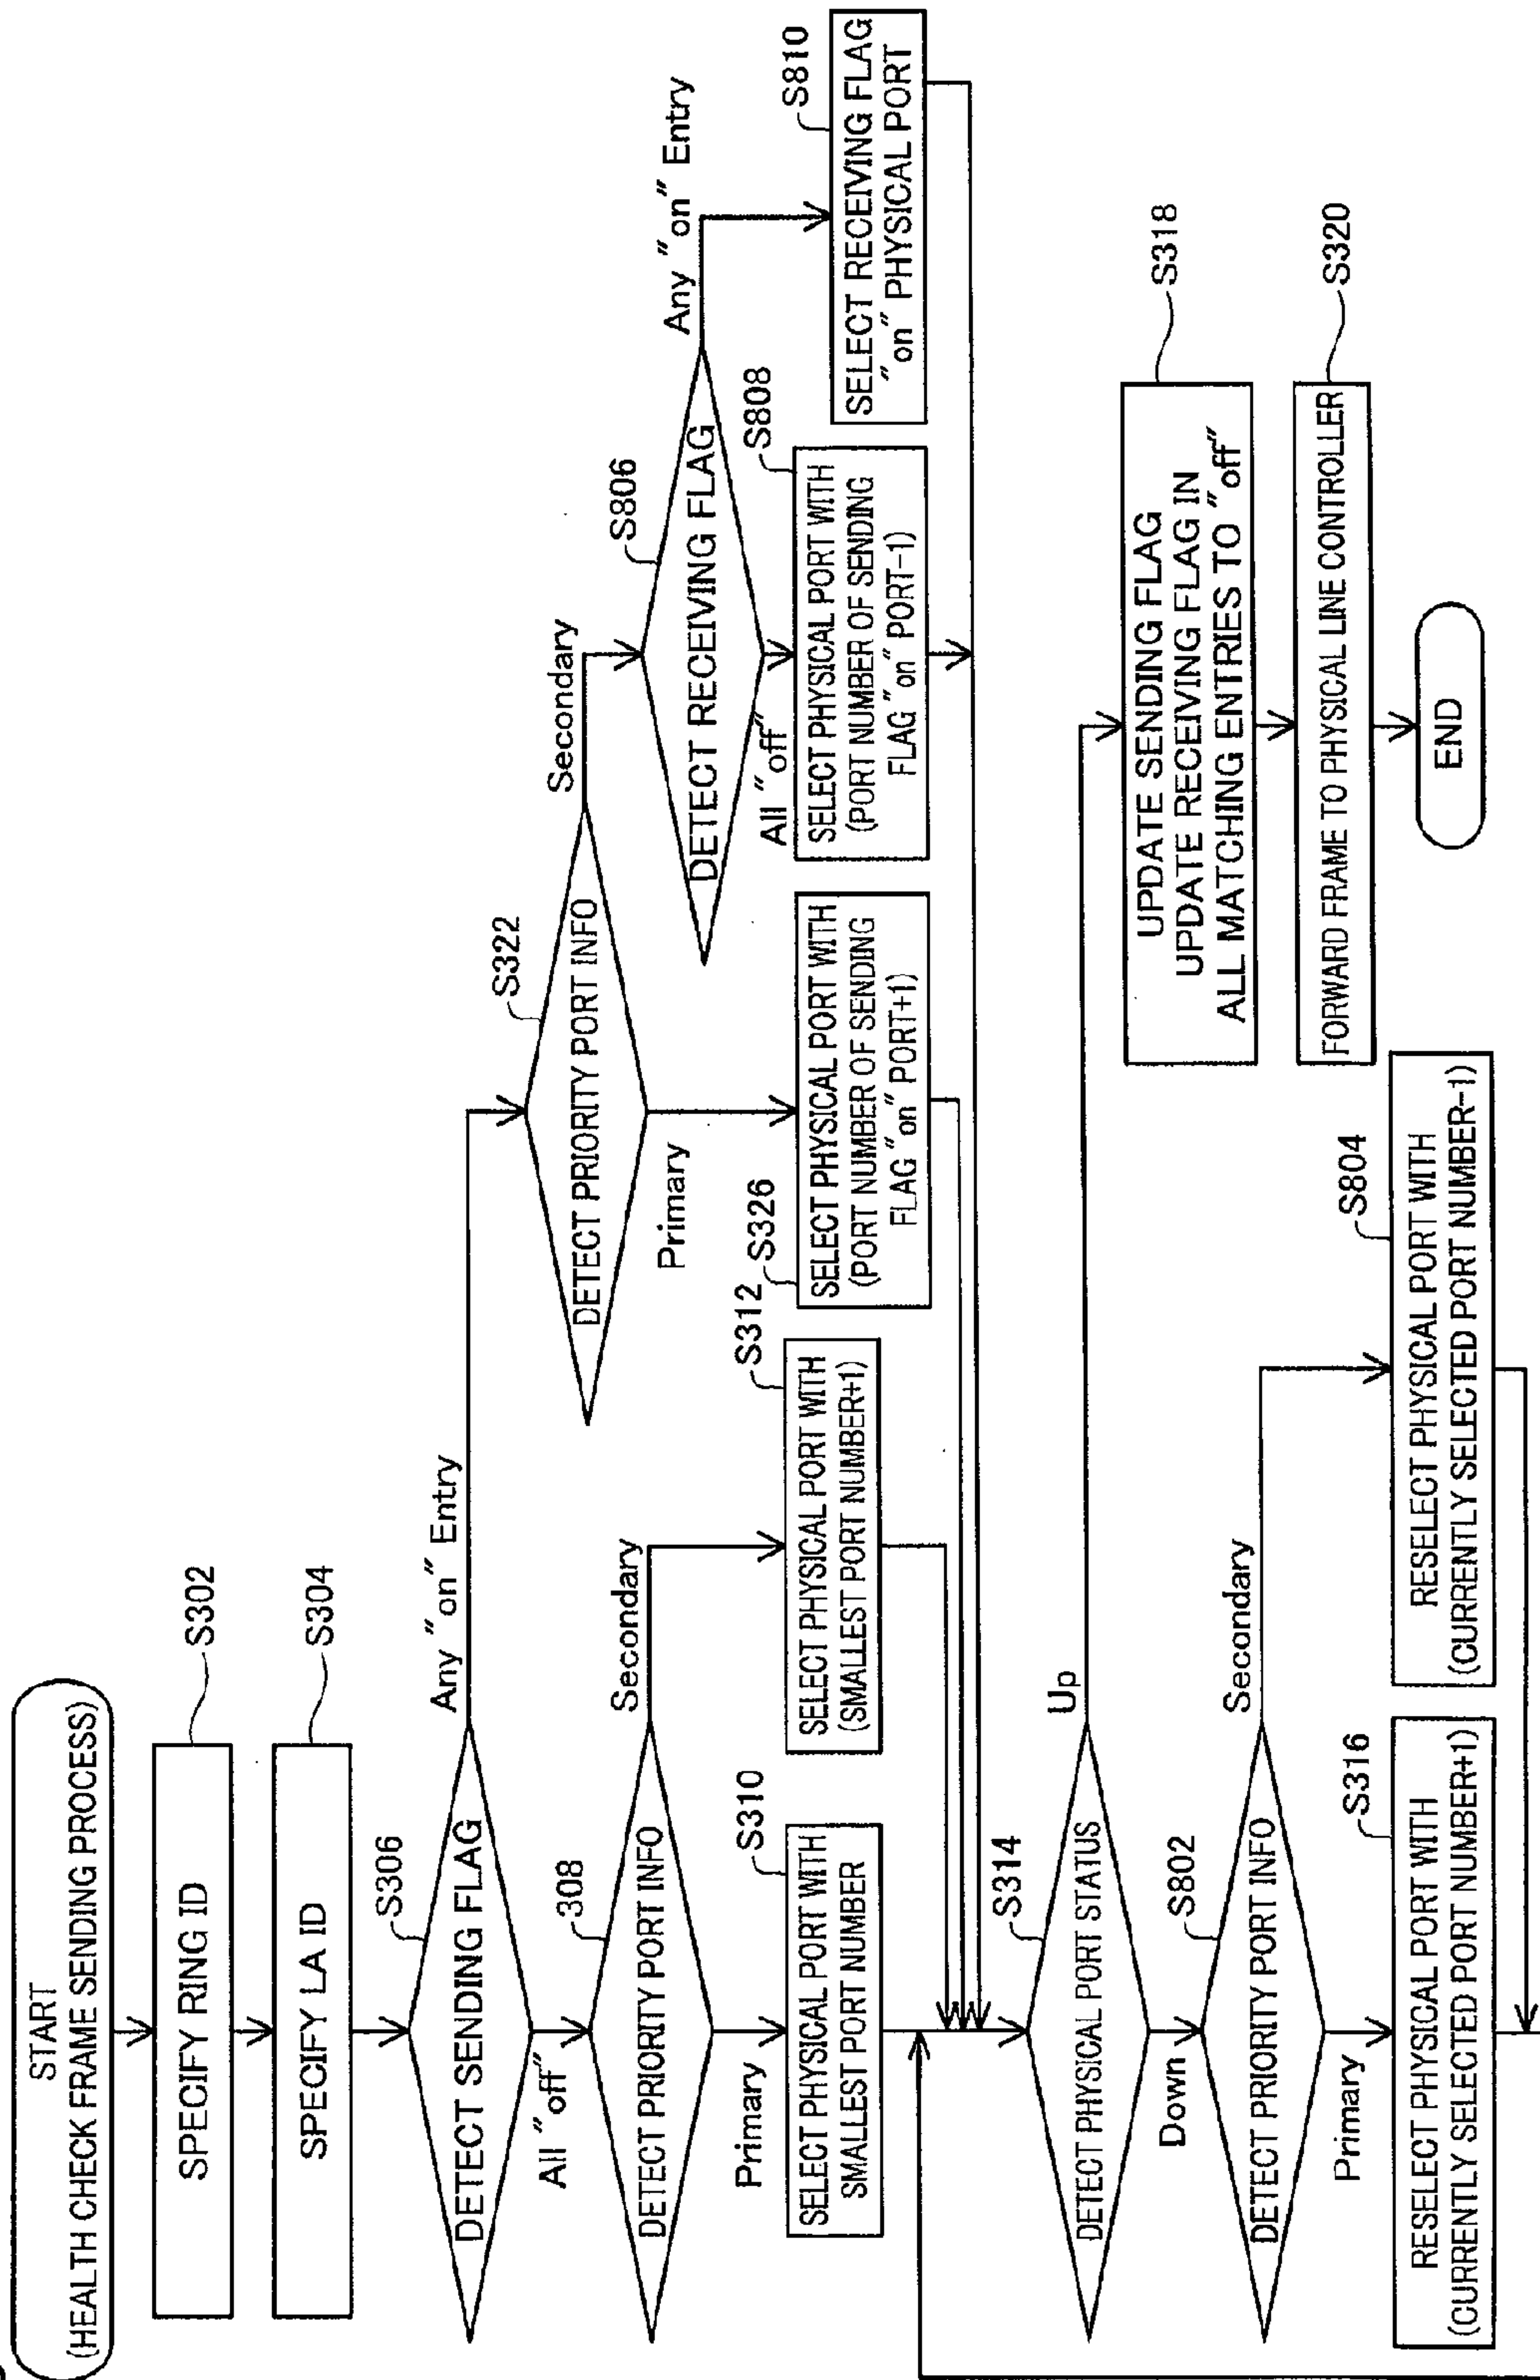 START
(HEALTH CHECK FRAME SENDING PROCESS)
SPECIFY RING ID
S302
SPECIFY LA ID
S304
DETECT SENDING FLAG
S306
Any "on" Entry
All "off"
DETECT PRIORITY PORT INFO
308
Secondary
Primary
SELECT PHYSICAL PORT WITH
SMALLEST PORT NUMBER
S310
SELECT PHYSICAL PORT WITH
(SMALLEST PORT NUMBER+1)
S312
DETECT PRIORITY PORT INFO
S322
Secondary
Primary
SELECT PHYSICAL PORT WITH
(PORT NUMBER OF SENDING
FLAG "on" PORT+1)
S326
DETECT RECEIVING FLAG
S806
Any "on" Entry
All "off"
SELECT PHYSICAL PORT WITH
(PORT NUMBER OF SENDING
FLAG "on" PORT-1)
S808
SELECT RECEIVING FLAG
"on" PHYSICAL PORT
S810
DETECT PHYSICAL PORT STATUS
S314
Up
Down
DETECT PRIORITY PORT INFO
S802
Secondary
Primary
RESELECT PHYSICAL PORT WITH
(CURRENTLY SELECTED PORT NUMBER+1)
S316
RESELECT PHYSICAL PORT WITH
(CURRENTLY SELECTED PORT NUMBER-1)
S804
UPDATE SENDING FLAG
UPDATE RECEIVING FLAG IN
ALL MATCHING ENTRIES TO "off"
S318
FORWARD FRAME TO PHYSICAL LINE CONTROLLER
S320
END